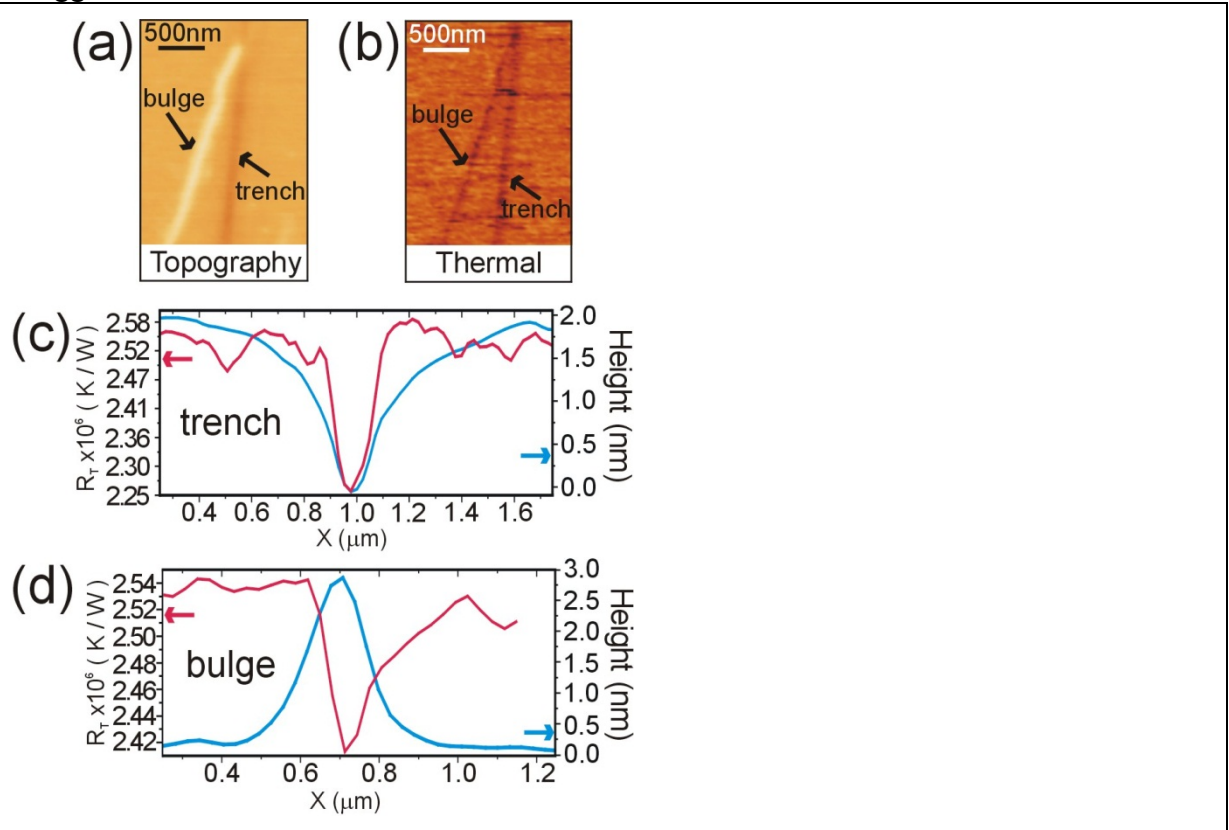 (a)
500nm
bulge
trench
Topography
(b)
500nm
bulge
trench
Thermal
(c)
R_T x10⁶ ( K / W )
2.58
2.52
2.47
2.41
2.36
2.30
2.25
trench
2.0
1.5
1.0
0.5
0.0
Height (nm)
0.4 0.6 0.8 1.0 1.2 1.4 1.6
X (μm)
(d)
R_T x10⁶ ( K / W )
2.54
2.52
2.50
2.48
2.46
2.44
2.42
bulge
3.0
2.5
2.0
1.5
1.0
0.5
0.0
Height (nm)
0.4 0.6 0.8 1.0 1.2
X (μm)